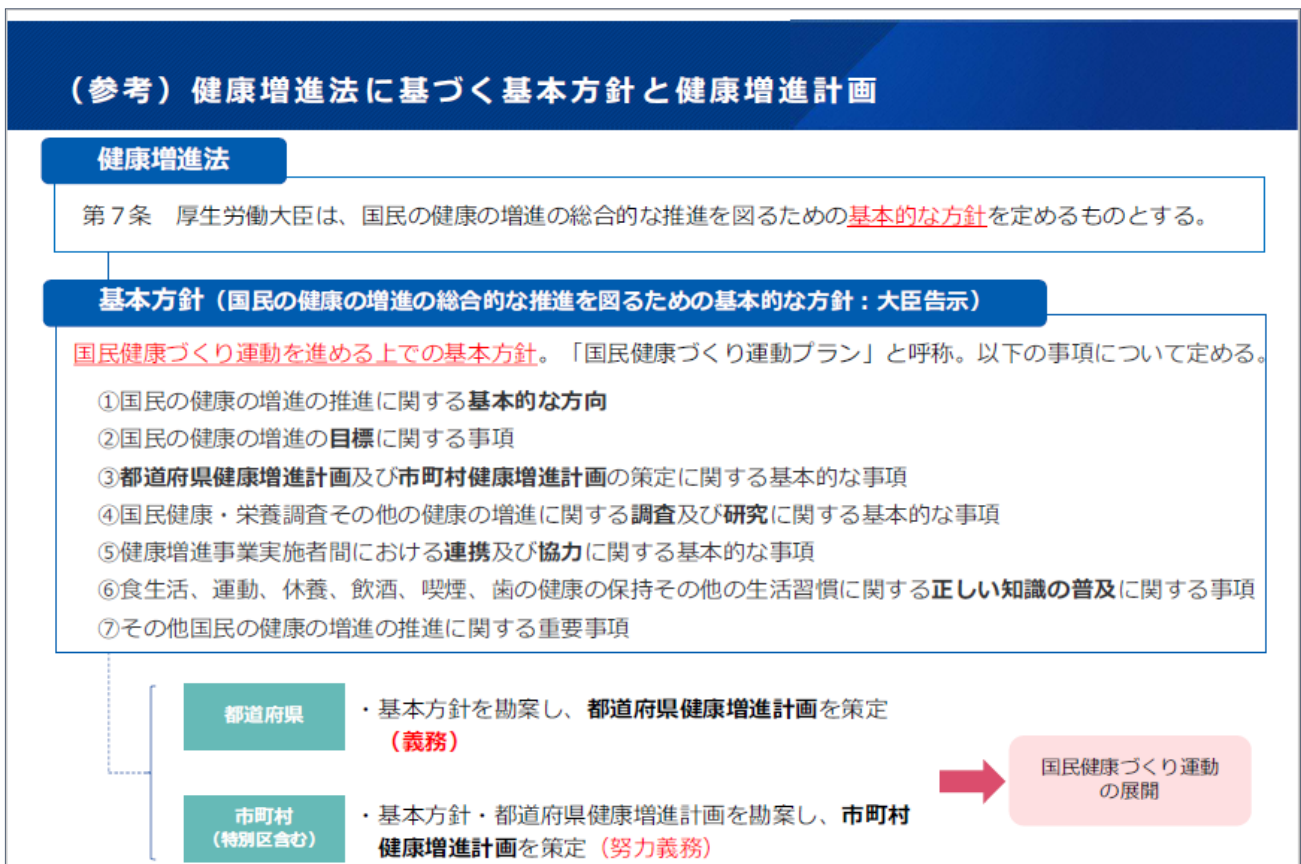 （参考）健康増進法に基づく基本方針と健康増進計画
健康増進法
第７条　厚生労働大臣は、国民の健康の増進の総合的な推進を図るための基本的な方針を定めるものとする。
基本方針（国民の健康の増進の総合的な推進を図るための基本的な方針：大臣告示）
国民健康づくり運動を進める上での基本方針。「国民健康づくり運動プラン」と呼称。以下の事項について定める。
①国民の健康の増進の推進に関する基本的な方向
②国民の健康の増進の目標に関する事項
③都道府県健康増進計画及び市町村健康増進計画の策定に関する基本的な事項
④国民健康・栄養調査その他の健康の増進に関する調査及び研究に関する基本的な事項
⑤健康増進事業実施者間における連携及び協力に関する基本的な事項
⑥食生活、運動、休養、飲酒、喫煙、歯の健康の保持その他の生活習慣に関する正しい知識の普及に関する事項
⑦その他国民の健康の増進の推進に関する重要事項
都道府県
・基本方針を勘案し、都道府県健康増進計画を策定
（義務）
市町村
（特別区含む）
・基本方針・都道府県健康増進計画を勘案し、市町村
健康増進計画を策定（努力義務）
国民健康づくり運動
の展開